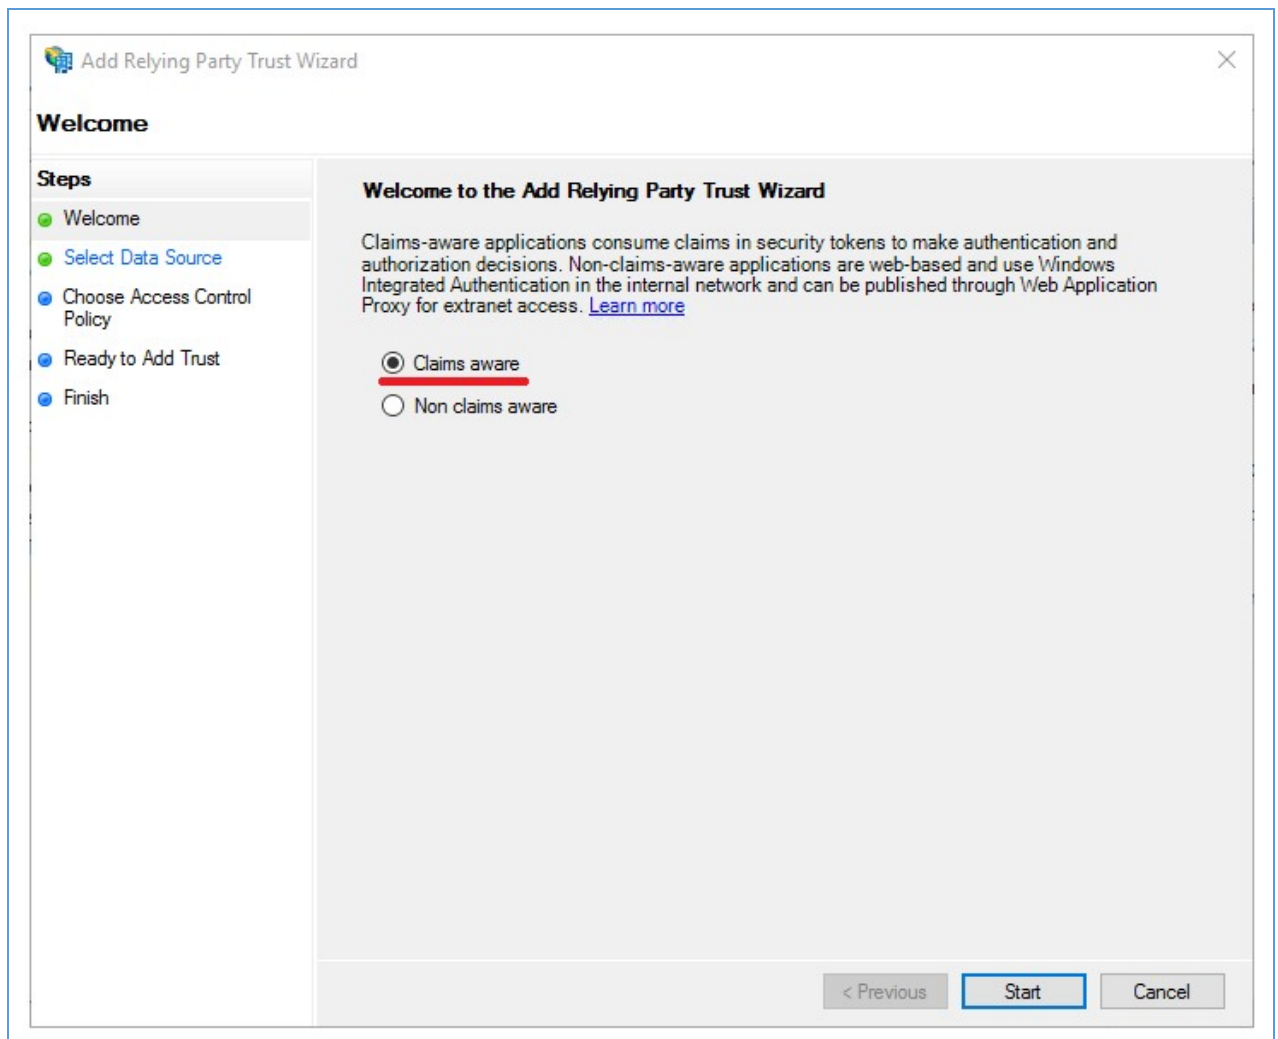 Add Relying Party Trust Wizard
Welcome
Steps
Welcome
Select Data Source
Choose Access Control
Policy
Ready to Add Trust
Finish
Welcome to the Add Relying Party Trust Wizard
Claims-aware applications consume claims in security tokens to make authentication and
authorization decisions. Non-claims-aware applications are web-based and use Windows
Integrated Authentication in the internal network and can be published through Web Application
Proxy for extranet access. Learn more
Claims aware
Non claims aware
< Previous
Start
Cancel